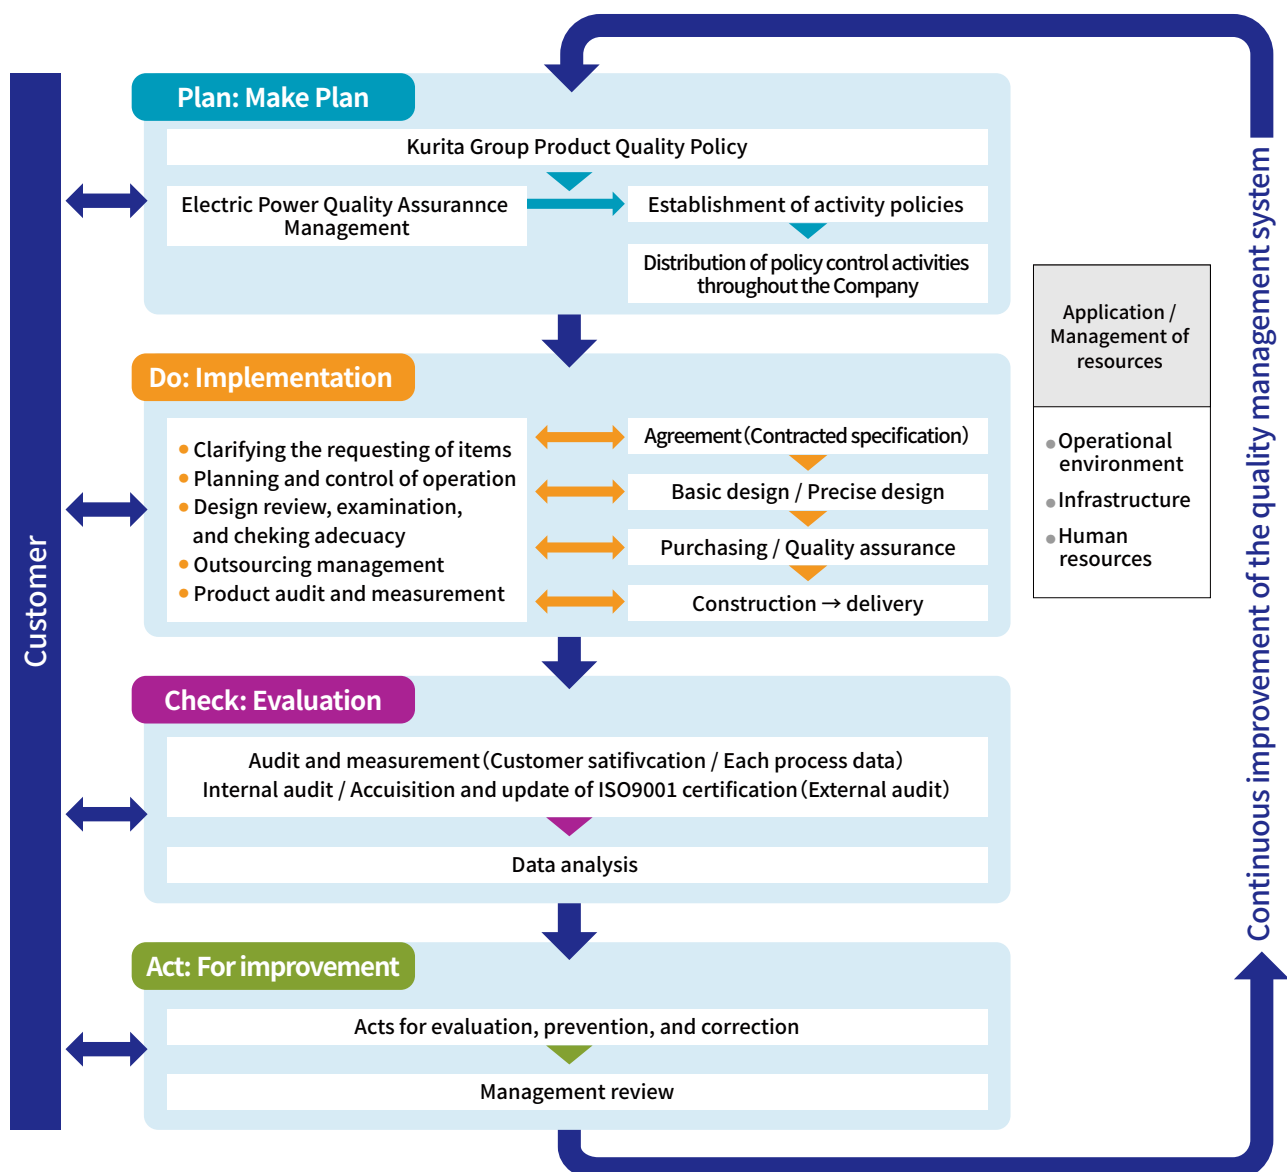 Customer
Plan: Make Plan
Kurita Group Product Quality Policy
Electric Power Quality Assurannce
Management
Establishment of activity policies
Distribution of policy control activities
throughout the Company
Do: Implementation
• Clarifying the requesting of items
• Planning and control of operation
• Design review, examination,
and cheking adecuacy
• Outsourcing management
• Product audit and measurement
Agreement(Contracted specification)
Basic design / Precise design
Purchasing / Quality assurance
Construction → delivery
Check: Evaluation
Audit and measurement(Customer satifivcation / Each process data)
Internal audit / Accuisition and update of ISO9001 certification(External audit)
Data analysis
Act: For improvement
Acts for evaluation, prevention, and correction
Management review
Application /
Management of
resources
• Operational
environment
• Infrastructure
• Human
resources
Continuous improvement of the quality management system